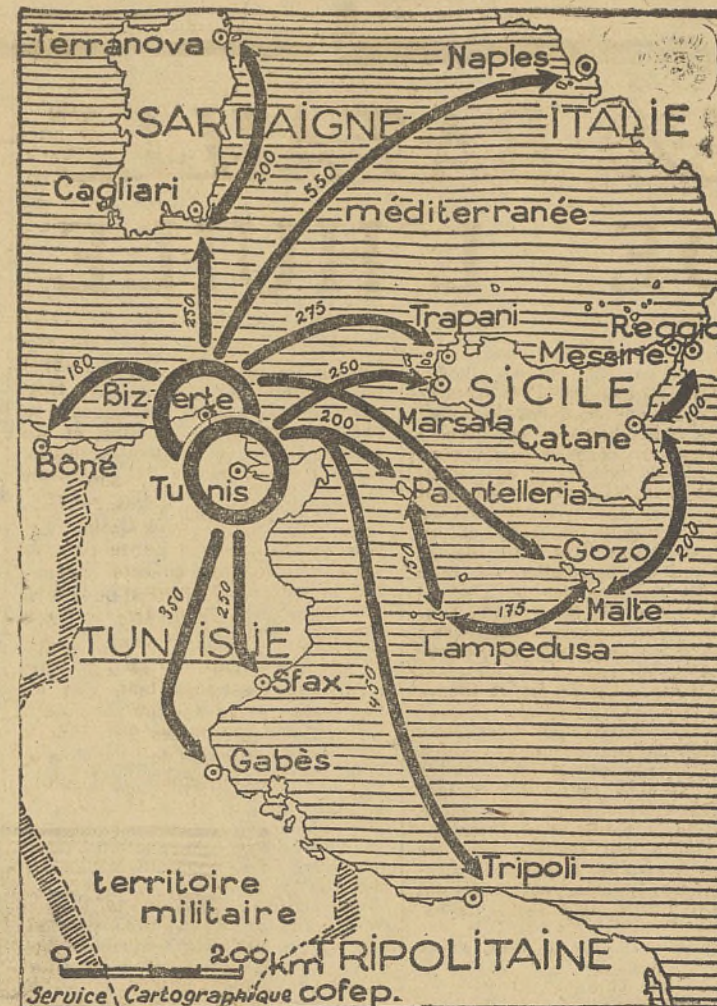 Terranova
Naples
SARDAIGNE
ITALIE
200
550
Cagliari
méditerranée
250
275
Trapani
Reggio
Messine
180
250
SICILE
Bizerte
200
Marsala
100
Catane
Bône
Tunis
Pantelleria
Gozo
150
200
350
250
175
Malte
TUNISIE
Lampedusa
Sfax
450
Gabès
Tripoli
territoire
militaire
0 200km
TRIPOLITAINE
Service Cartographique cofep.